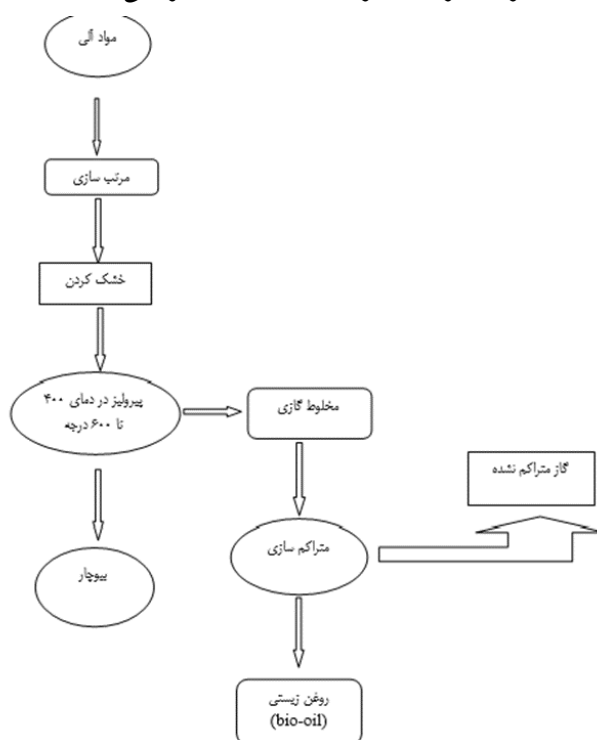 مواد آلی
مرتب سازی
خشک کردن
پیرولیز در دمای ۴۰۰
تا ۶۰۰ درجه
مخلوط گازی
گاز متراکم نشده
متراکم سازی
بیوچار
روغن زیستی
(bio-oil)